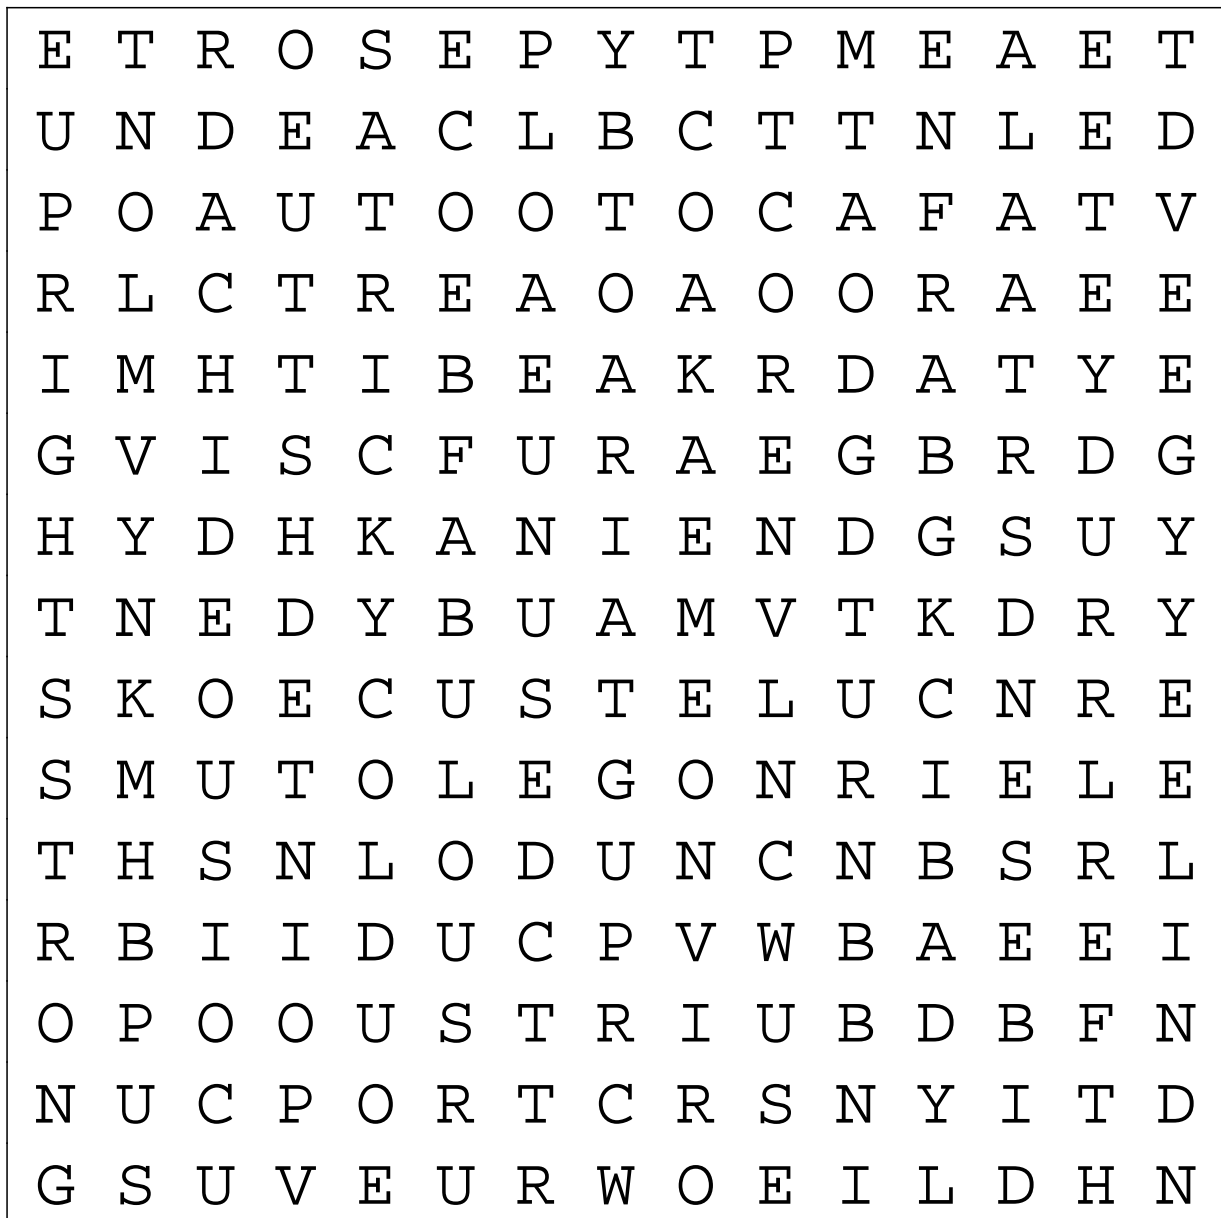 E T R O S E P Y T P M E A E T
U N D E A C L B C T T N L E D
P O A U T O O T O C A F A T V
R L C T R E A O A O O R A E E
I M H T I B E A K R D A T Y E
G V I S C F U R A E G B R D G
H Y D H K A N I E N D G S U Y
T N E D Y B U A M V T K D R Y
S K O E C U S T E L U C N R E
S M U T O L E G O N R I E L E
T H S N L O D U N C N B S R L
R B I I D U C P V W B A E E I
O P O O U S T R I U B D B F N
N U C P O R T C R S N Y I T D
G S U V E U R W O E I L D H N